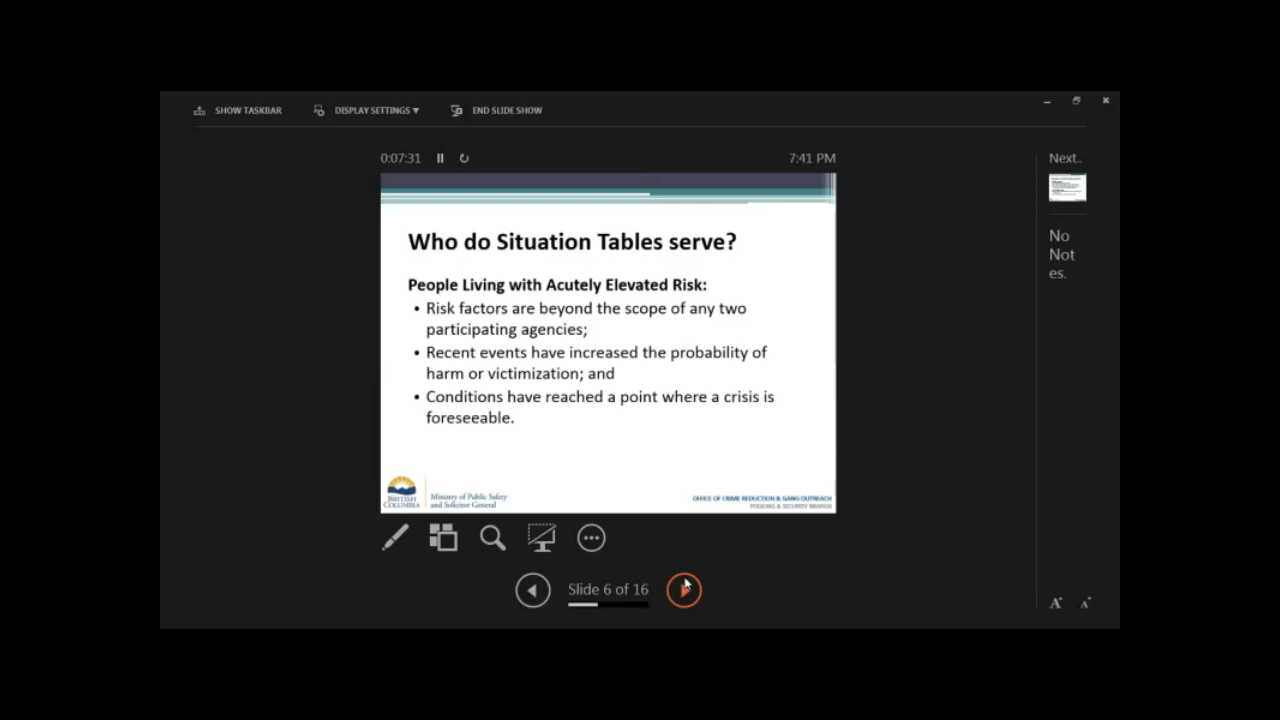 SHOW TASKBAR
DISPLAY SETTINGS ▾
END SLIDE SHOW
0:07:31
7:41 PM
Next..
Who do Situation Tables serve?
People Living with Acutely Elevated Risk:
• Risk factors are beyond the scope of any two
participating agencies;
• Recent events have increased the probability of
harm or victimization; and
• Conditions have reached a point where a crisis is
foreseeable.
BRITISH
COLUMBIA
Ministry of Public Safety
and Solicitor General
OFFICE OF CRIME REDUCTION & GANG OUTREACH
POLICING & SECURITY BRANCH
No
Not
es.
Slide 6 of 16
A
A